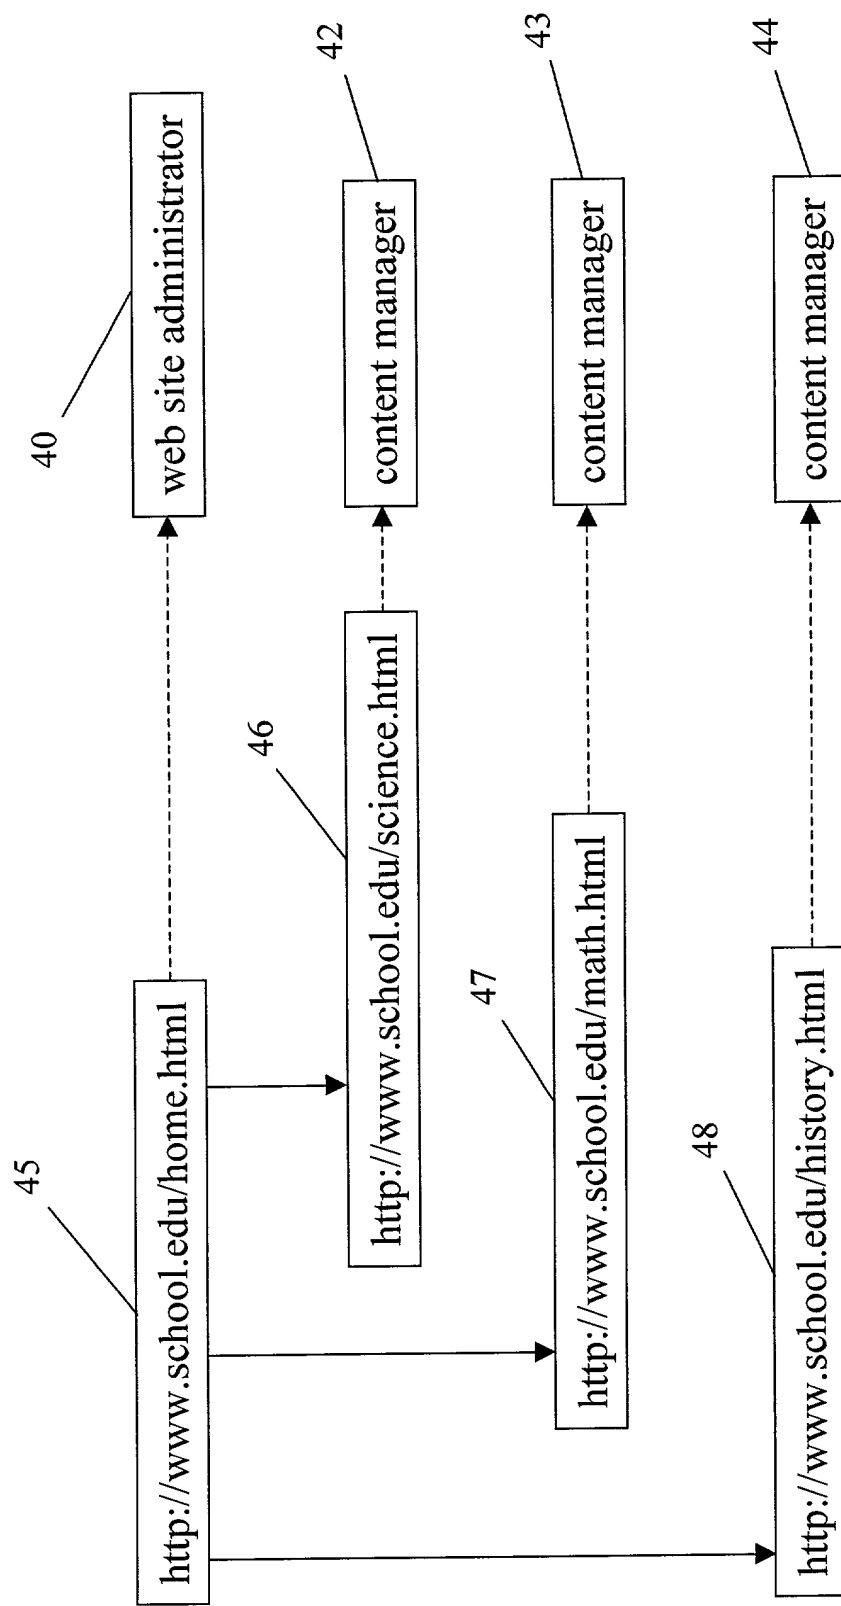 45
http://www.school.edu/home.html
40
web site administrator
46
http://www.school.edu/science.html
42
content manager
47
http://www.school.edu/math.html
43
content manager
48
http://www.school.edu/history.html
44
content manager